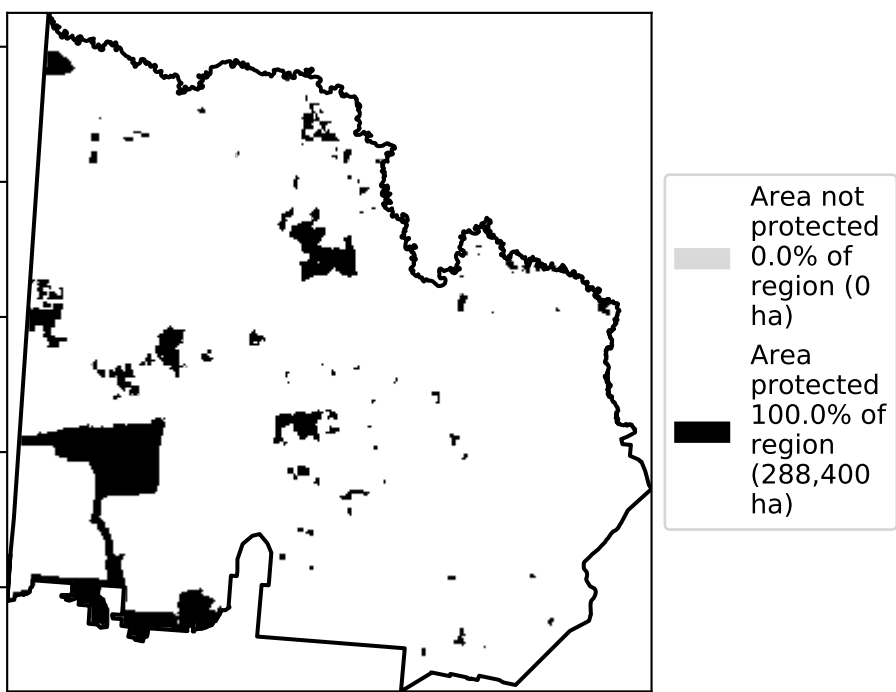 Area not
protected
0.0% of
region (0
ha)
Area
protected
100.0% of
region
(288,400
ha)